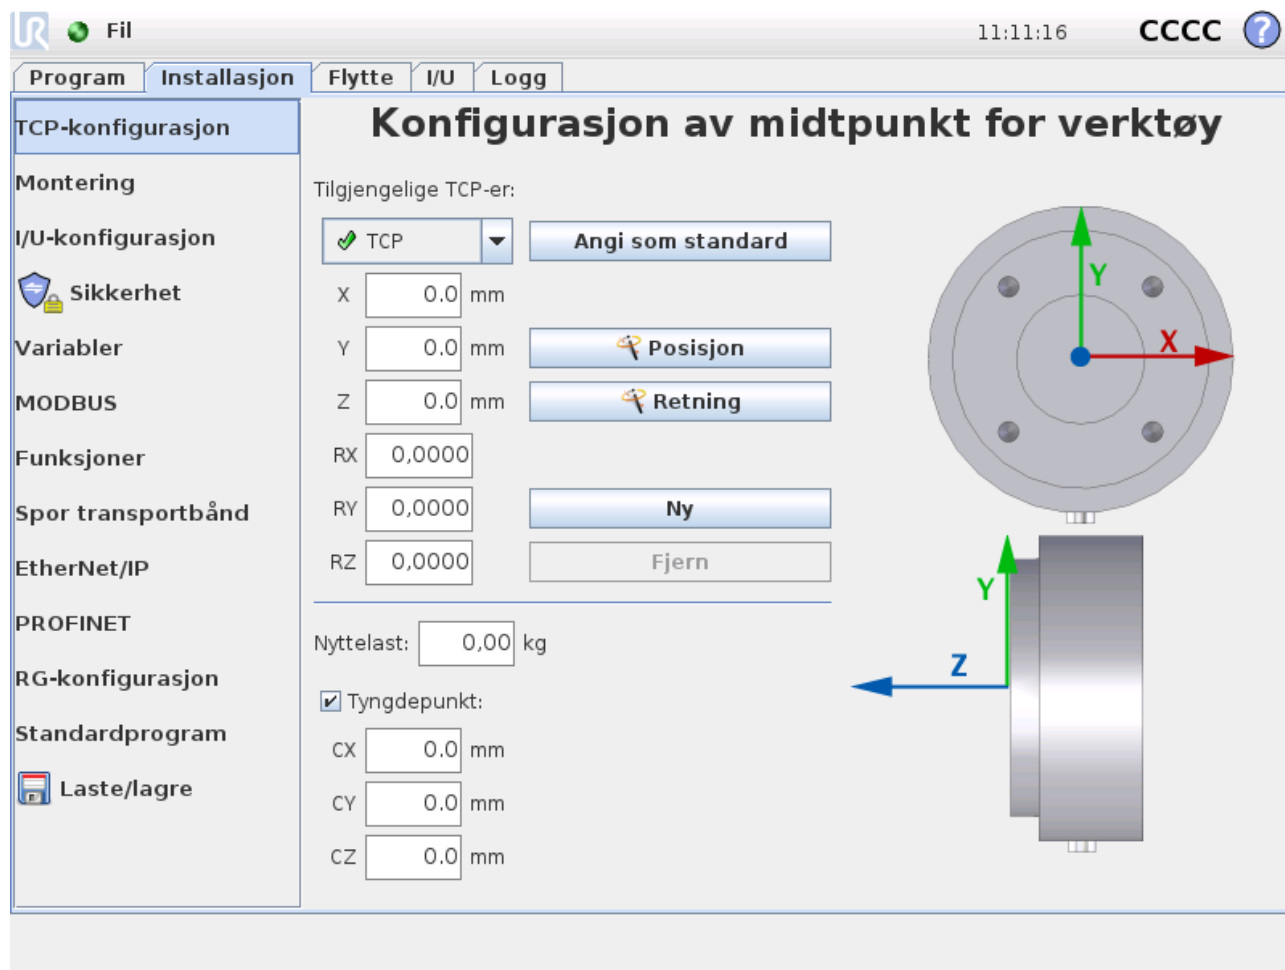 UR Fil 11:11:16 CCCC ?
Program Installasjon Flytte I/U Logg
TCP-konfigurasjon
Montering
I/U-konfigurasjon
Sikkerhet
Variabler
MODBUS
Funksjoner
Spor transportbånd
EtherNet/IP
PROFINET
RG-konfigurasjon
Standardprogram
Laste/lagre
Konfigurasjon av midtpunkt for verktøy
Tilgjengelige TCP-er:
TCP Angi som standard
X 0.0 mm
Y 0.0 mm Posisjon
Z 0.0 mm Retning
RX 0,0000
RY 0,0000 Ny
RZ 0,0000 Fjern
Nyttelast: 0,00 kg
Tyngdepunkt:
CX 0.0 mm
CY 0.0 mm
CZ 0.0 mm
Y
X
Y
Z